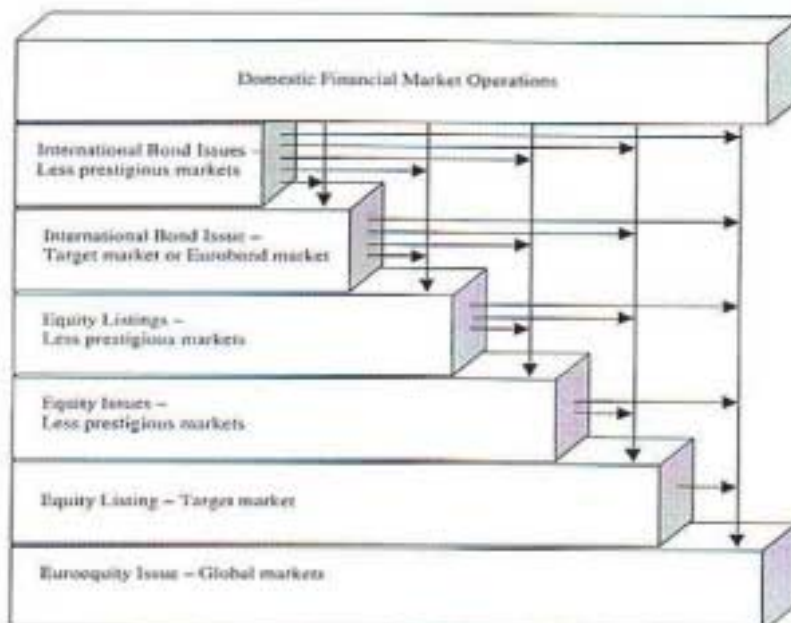 Domestic Financial Market Operations
International Bond Issues –
Less prestigious markets
International Bond Issue –
Target market or Eurobond market
Equity Listings –
Less prestigious markets
Equity Issues –
Less prestigious markets
Equity Listing – Target market
Euroequity Issue – Global markets